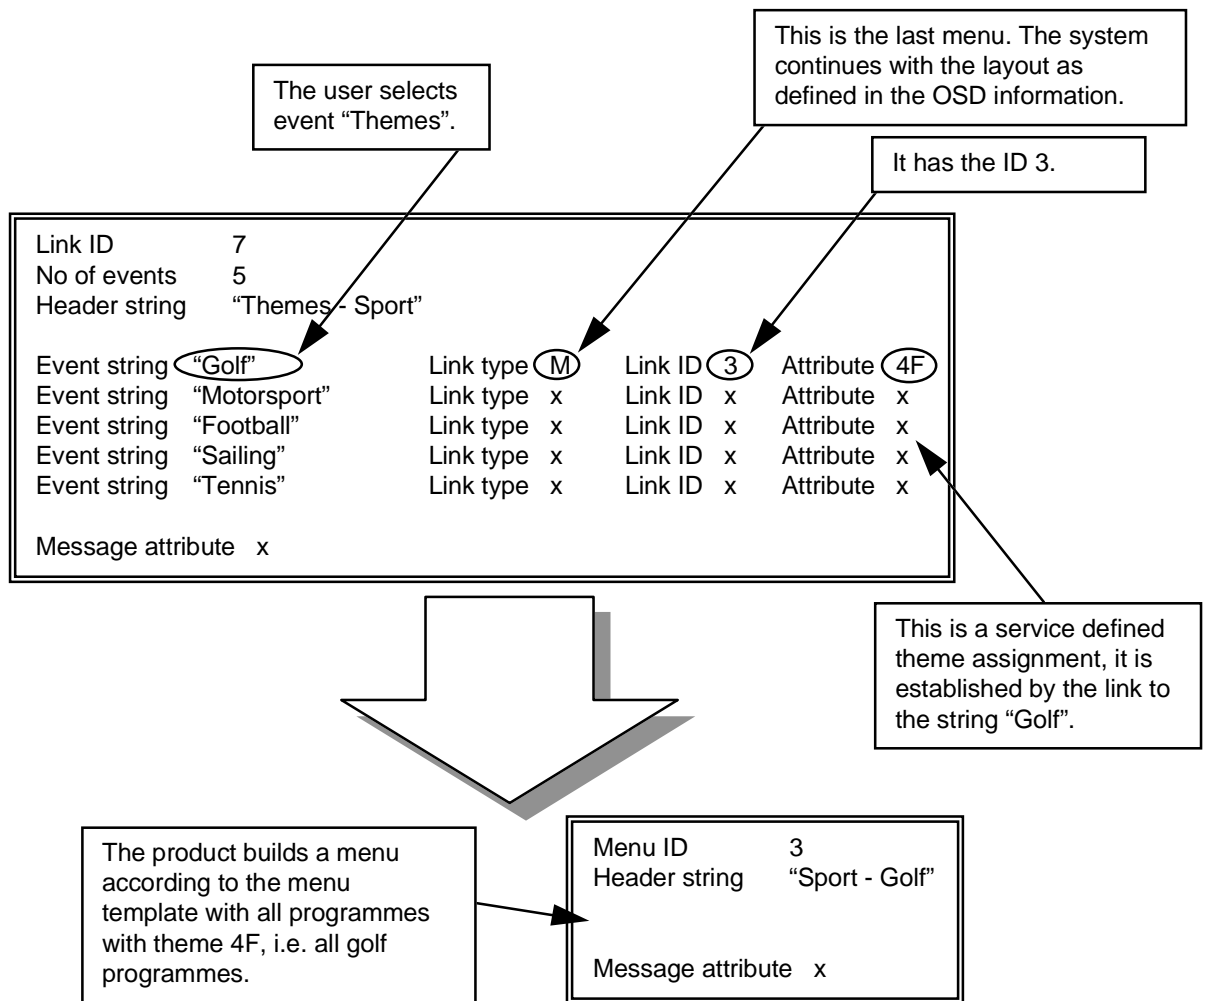 This is the last menu. The system
continues with the layout as
defined in the OSD information.
The user selects
event “Themes”.
It has the ID 3.
Link ID 7
No of events 5
Header string “Themes - Sport”
Event string “Golf” Link type M Link ID 3 Attribute 4F
Event string “Motorsport” Link type x Link ID x Attribute x
Event string “Football” Link type x Link ID x Attribute x
Event string “Sailing” Link type x Link ID x Attribute x
Event string “Tennis” Link type x Link ID x Attribute x
Message attribute x
This is a service defined
theme assignment, it is
established by the link to
the string “Golf”.
The product builds a menu
according to the menu
template with all programmes
with theme 4F, i.e. all golf
programmes.
Menu ID 3
Header string “Sport - Golf”
Message attribute x